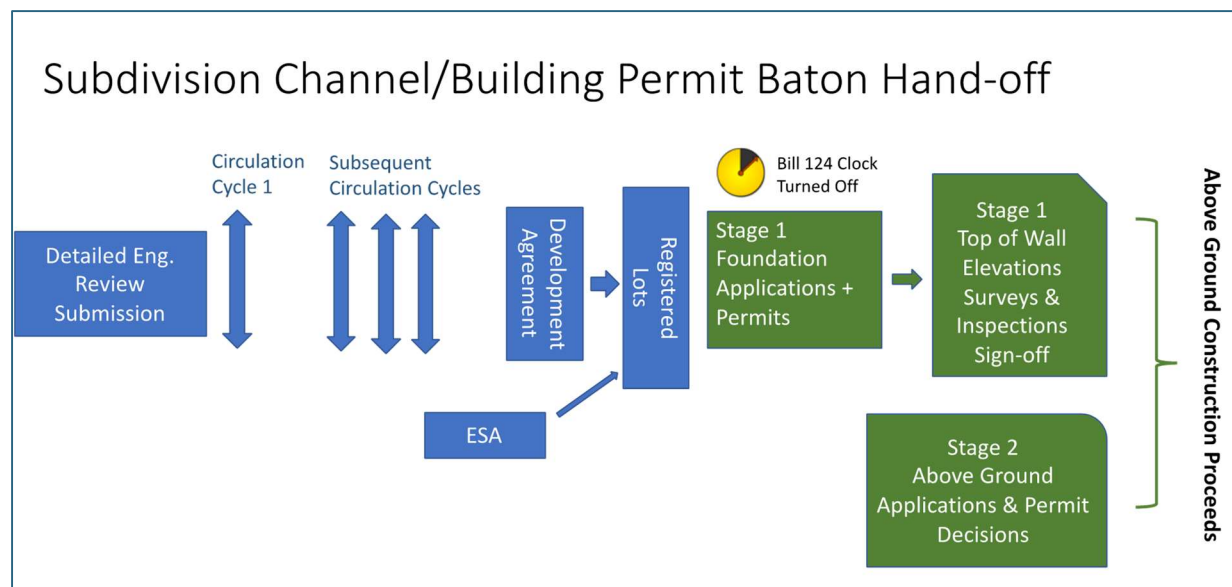 Subdivision Channel/Building Permit Baton Hand-off
Circulation
Cycle 1
Subsequent
Circulation Cycles
Detailed Eng.
Review
Submission
Development
Agreement
ESA
Registered
Lots
Bill 124 Clock
Turned Off
Stage 1
Foundation
Applications +
Permits
Stage 1
Top of Wall
Elevations
Surveys &
Inspections
Sign-off
Stage 2
Above Ground
Applications & Permit
Decisions
Above Ground Construction Proceeds